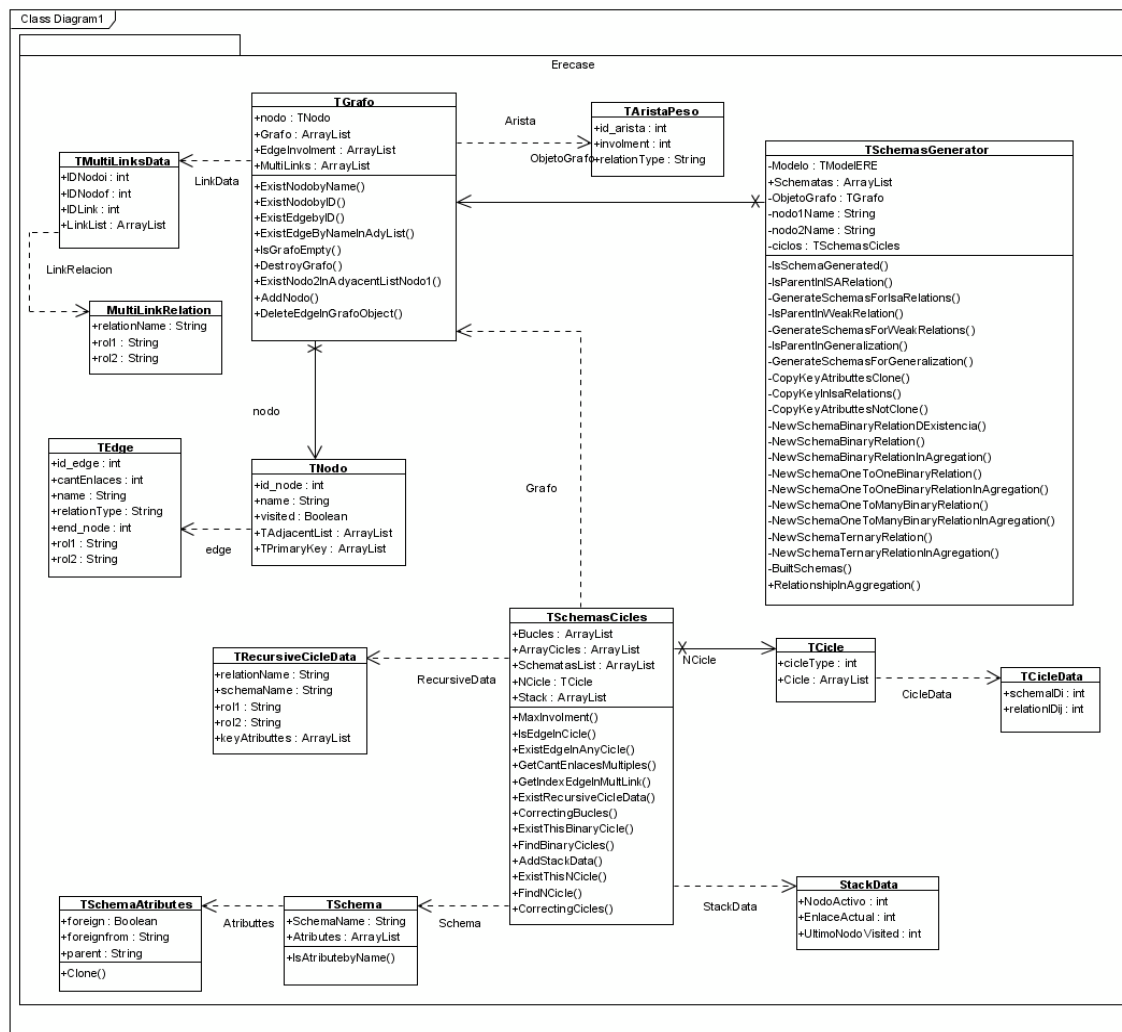 Class Diagram1
Erecase
TGrafo
+nodo : TNodo
+Grafo : ArrayList
+EdgeInvolment : ArrayList
+MultiLinks : ArrayList
+ExistNodobyName()
+ExistNodobyID()
+ExistEdgebyID()
+ExistEdgeByNameInAdyList()
+IsGrafoEmpty()
+DestroyGrafo()
+ExistNodo2InAdyacentListNodo1()
+AddNodo()
+DeleteEdgeInGrafoObject()
Arista
TAristaPeso
+id_arista : int
+involment : int
+relationType : String
ObjetoGrafo
TMultiLinksData
+IDNodoi : int
+IDNodof : int
+IDLink : int
+LinkList : ArrayList
LinkData
LinkRelacion
MultiLinkRelation
+relationName : String
+rol1 : String
+rol2 : String
TSchemasGenerator
-Modelo : TModelERE
+Schematas : ArrayList
-ObjetoGrafo : TGrafo
-nodo1Name : String
-nodo2Name : String
-ciclos : TSchemasCicles
-IsSchemaGenerated()
-IsParentInISARelation()
-GenerateSchemasForIsaRelations()
-IsParentInWeakRelation()
-GenerateSchemasForWeakRelations()
-IsParentInGeneralization()
-GenerateSchemasForGeneralization()
-CopyKeyAtributtesClone()
-CopyKeyInIsaRelations()
-CopyKeyAtributtesNotClone()
-NewSchemaBinaryRelationDExistencia()
-NewSchemaBinaryRelation()
-NewSchemaBinaryRelationInAgregation()
-NewSchemaOneToOneBinaryRelation()
-NewSchemaOneToOneBinaryRelationInAgregation()
-NewSchemaOneToManyBinaryRelation()
-NewSchemaOneToManyBinaryRelationInAgregation()
-NewSchemaTernaryRelation()
-NewSchemaTernaryRelationInAgregation()
-BuiltSchemas()
+RelationshipInAggregation()
nodo
TEdge
+id_edge : int
+cantEnlaces : int
+name : String
+relationType : String
+end_node : int
+rol1 : String
+rol2 : String
edge
TNodo
+id_node : int
+name : String
+visited : Boolean
+TAdjacentList : ArrayList
+TPrimaryKey : ArrayList
Grafo
TSchemasCicles
+Bucles : ArrayList
+ArrayCicles : ArrayList
+SchematasList : ArrayList
+NCicle : TCicle
+Stack : ArrayList
+MaxInvolment()
+IsEdgeInCicle()
+ExistEdgeInAnyCicle()
+GetCantEnlacesMultiples()
+GetIndexEdgeInMultLink()
+ExistRecursiveCicleData()
+CorrectingBucles()
+ExistThisBinaryCicle()
+FindBinaryCicles()
+AddStackData()
+ExistThisNCicle()
+FindNCicle()
+CorrectingCicles()
TRecursiveCicleData
+relationName : String
+schemaName : String
+rol1 : String
+rol2 : String
+keyAtributtes : ArrayList
RecursiveData
NCicle
TCicle
+cicleType : int
+Cicle : ArrayList
CicleData
TCicleData
+schemaIDi : int
+relationIDij : int
StackData
StackData
+NodoActivo : int
+EnlaceActual : int
+UltimoNodoVisited : int
TSchemaAtributes
+foreign : Boolean
+foreignfrom : String
+parent : String
+Clone()
Atributtes
TSchema
+SchemaName : String
+Atributes : ArrayList
+IsAtributebyName()
Schema